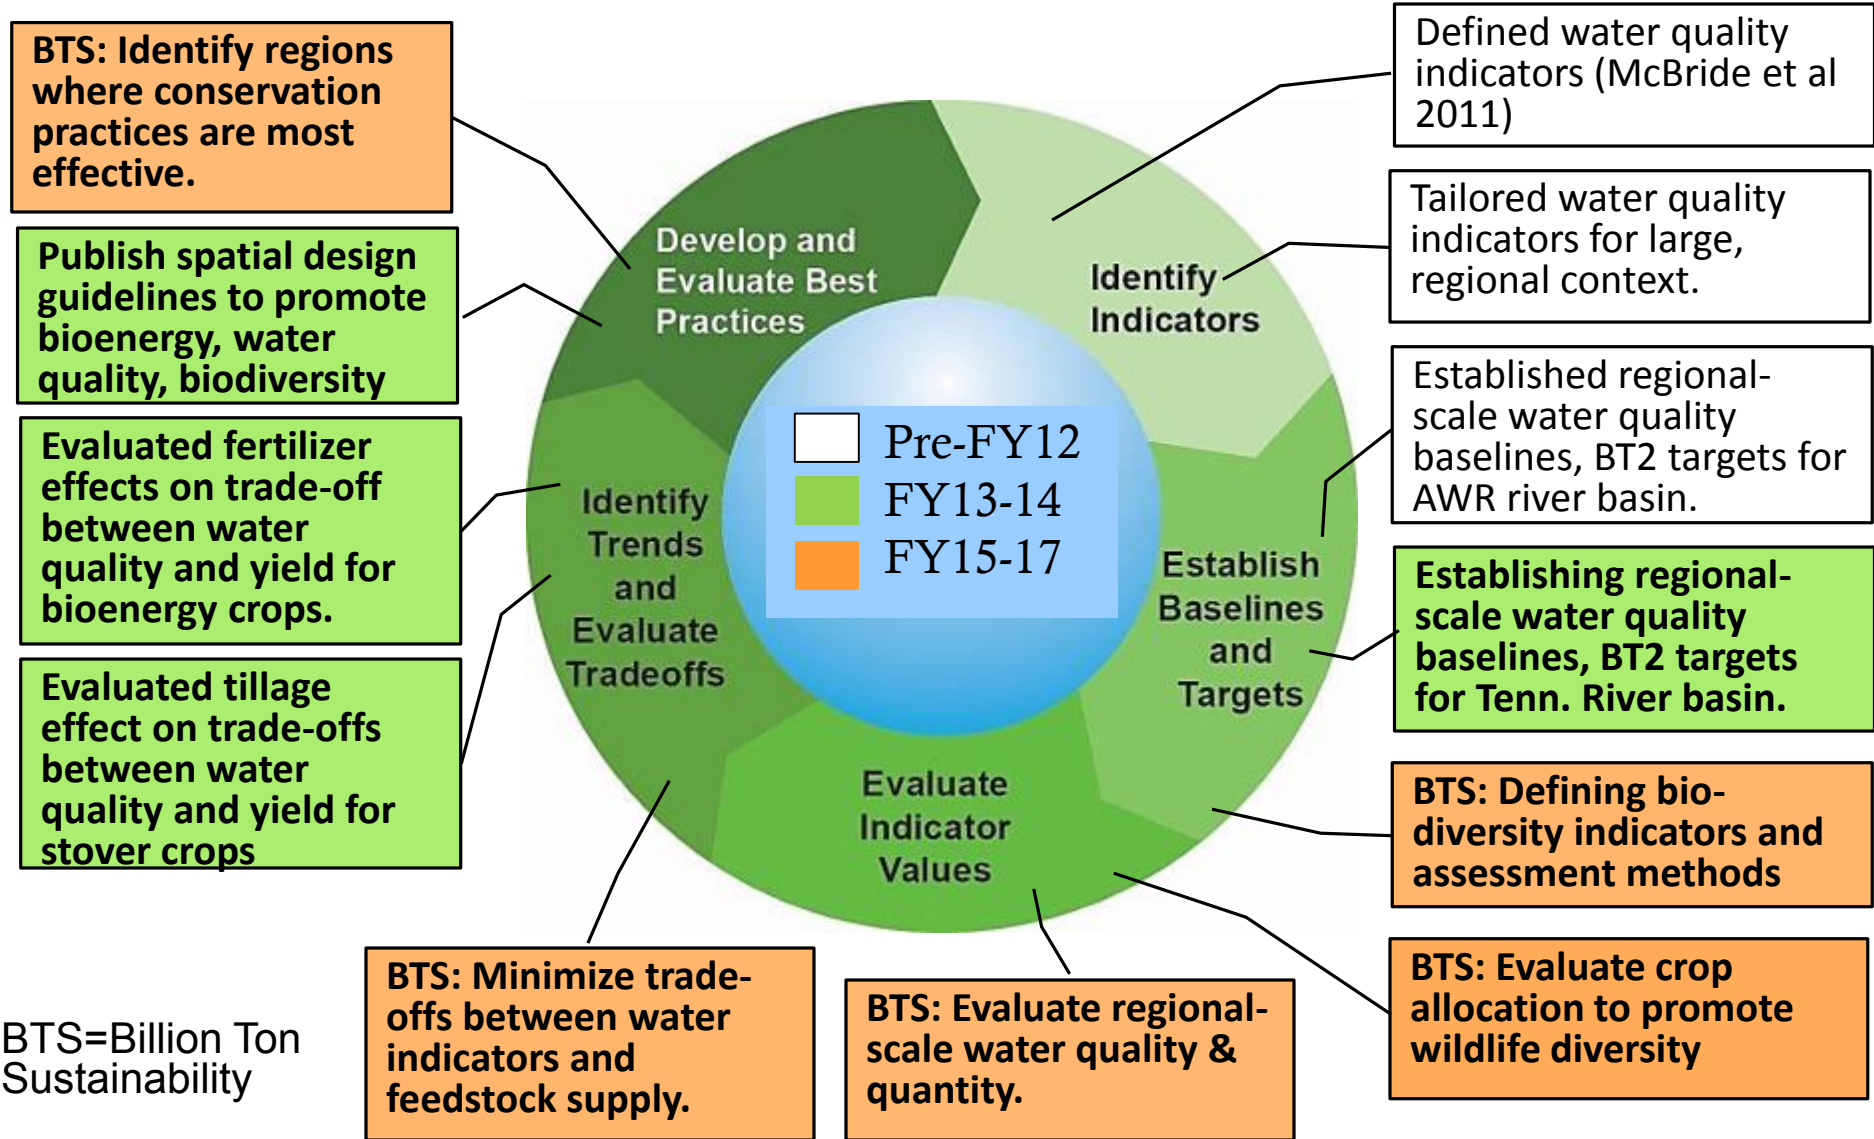 BTS: Identify regions
where conservation
practices are most
effective.
Publish spatial design
guidelines to promote
bioenergy, water
quality, biodiversity
Evaluated fertilizer
effects on trade-off
between water
quality and yield for
bioenergy crops.
Evaluated tillage
effect on trade-offs
between water
quality and yield for
stover crops
BTS=Billion Ton
Sustainability
Develop and
Evaluate Best
Practices
Identify
Indicators
Identify
Trends
and
Evaluate
Tradeoffs
Pre-FY12
FY13-14
FY15-17
Establish
Baselines
and
Targets
Evaluate
Indicator
Values
BTS: Minimize trade-
offs between water
indicators and
feedstock supply.
BTS: Evaluate regional-
scale water quality &
quantity.
Defined water quality
indicators (McBride et al
2011)
Tailored water quality
indicators for large,
regional context.
Established regional-
scale water quality
baselines, BT2 targets for
AWR river basin.
Establishing regional-
scale water quality
baselines, BT2 targets
for Tenn. River basin.
BTS: Defining bio-
diversity indicators and
assessment methods
BTS: Evaluate crop
allocation to promote
wildlife diversity